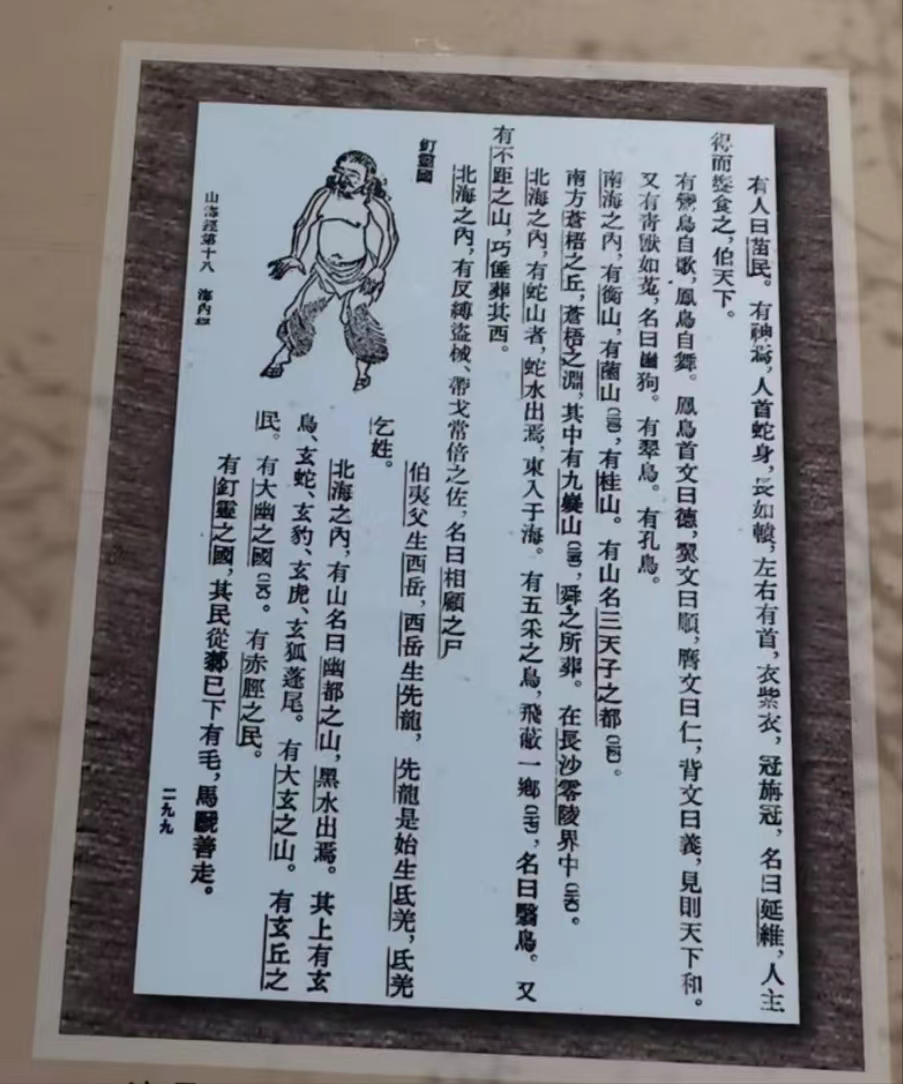 有人曰苗民。有神焉，人首蛇身，長如轅，左右有首，衣紫衣，冠旃冠，名曰延維，人主
得而饗食之，伯天下。
有鸞鳥自歌，鳳鳥自舞。鳳鳥首文曰德，翼文曰順，膺文曰仁，背文曰義，見則天下和。
又有青獸如菟，名曰𡿨狗。有翠鳥。有孔鳥。
南海之內，有衡山，有菌山，有桂山。有山名三天子之都。
南方蒼梧之丘，蒼梧之淵，其中有九嶷山，舜之所葬。在長沙零陵界中。
北海之內，有蛇山者，蛇水出焉，東入于海。有五采之鳥，飛蔽一鄉，名曰翳鳥。又
有不距之山，巧倕葬其西。
北海之內，有反縛盜械、帶戈常倍之佐，名曰相顧之尸
釘靈國
伯夷父生西岳，西岳生先龍，先龍是始生氐羌，氐羌
乞姓。
北海之內，有山名曰幽都之山，黑水出焉。其上有玄
鳥、玄蛇、玄豹、玄虎、玄狐蓬尾。有大玄之山。有玄丘之
民。有大幽之國。有赤脛之民。
有釘靈之國，其民從䣛已下有毛，馬蹏善走。
山海經第十八 海內經
二九九